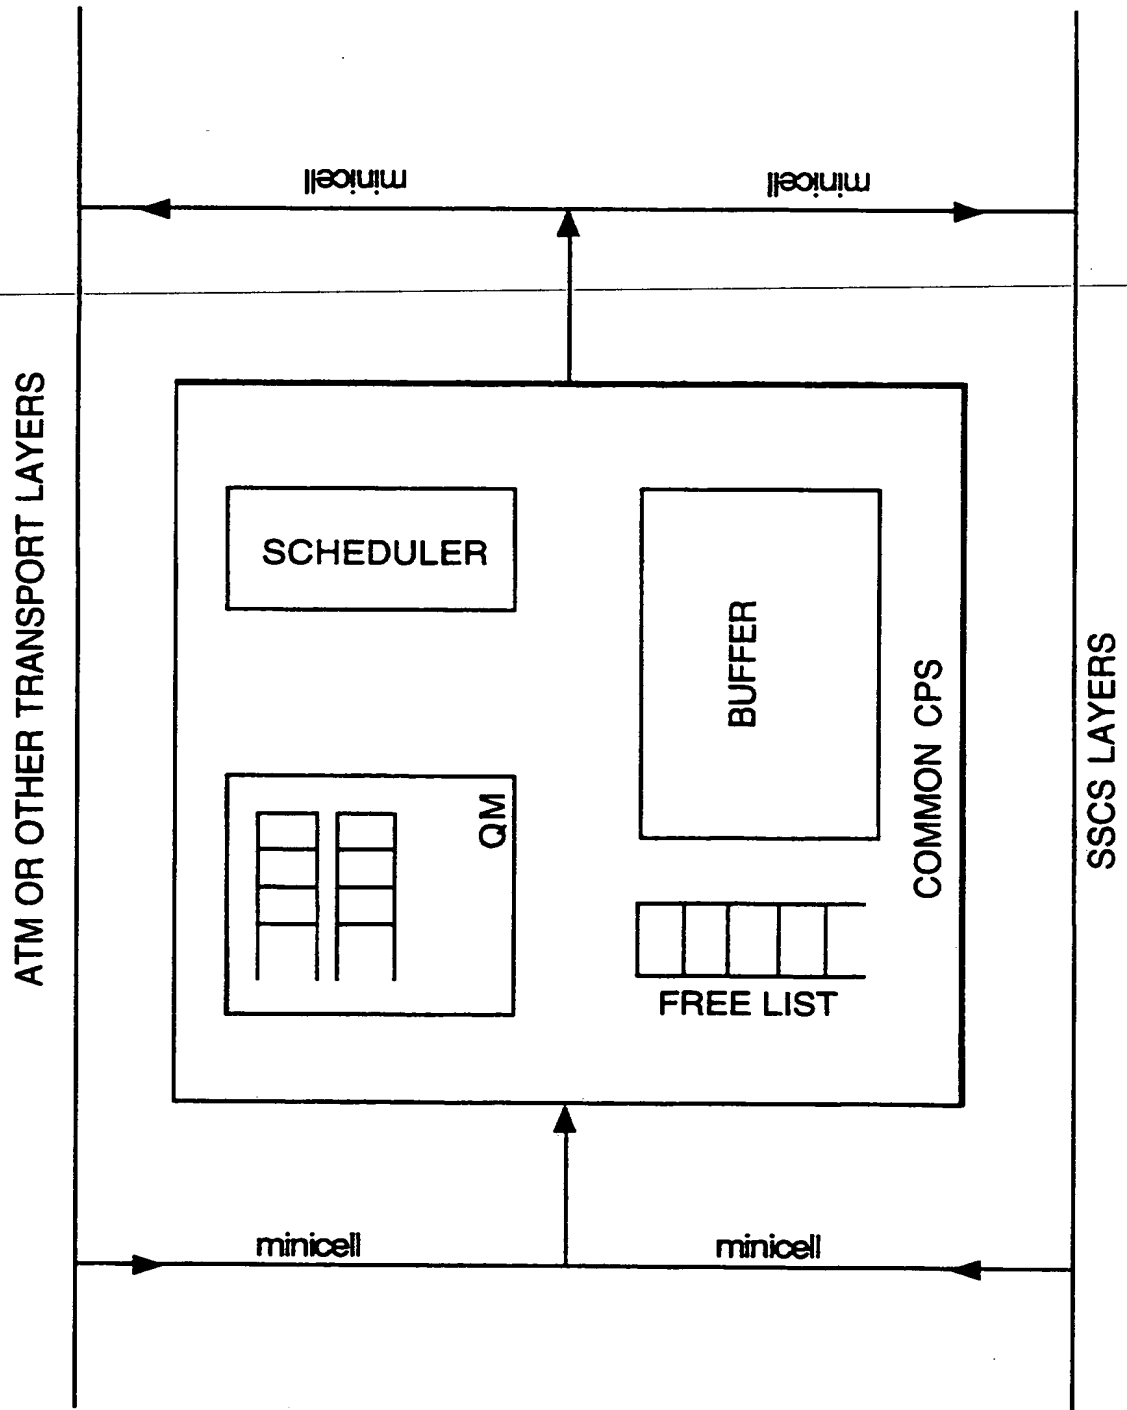 minicell
minicell
ATM OR OTHER TRANSPORT LAYERS
SCHEDULER
BUFFER
QM
COMMON CPS
SSCS LAYERS
FREE LIST
minicell
minicell